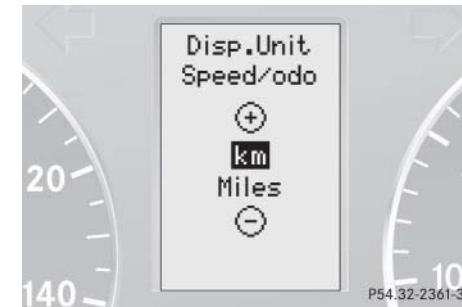 Disp.Unit
Speed/odo
+
km
Miles
−
20
140
10
P54.32-2361-3